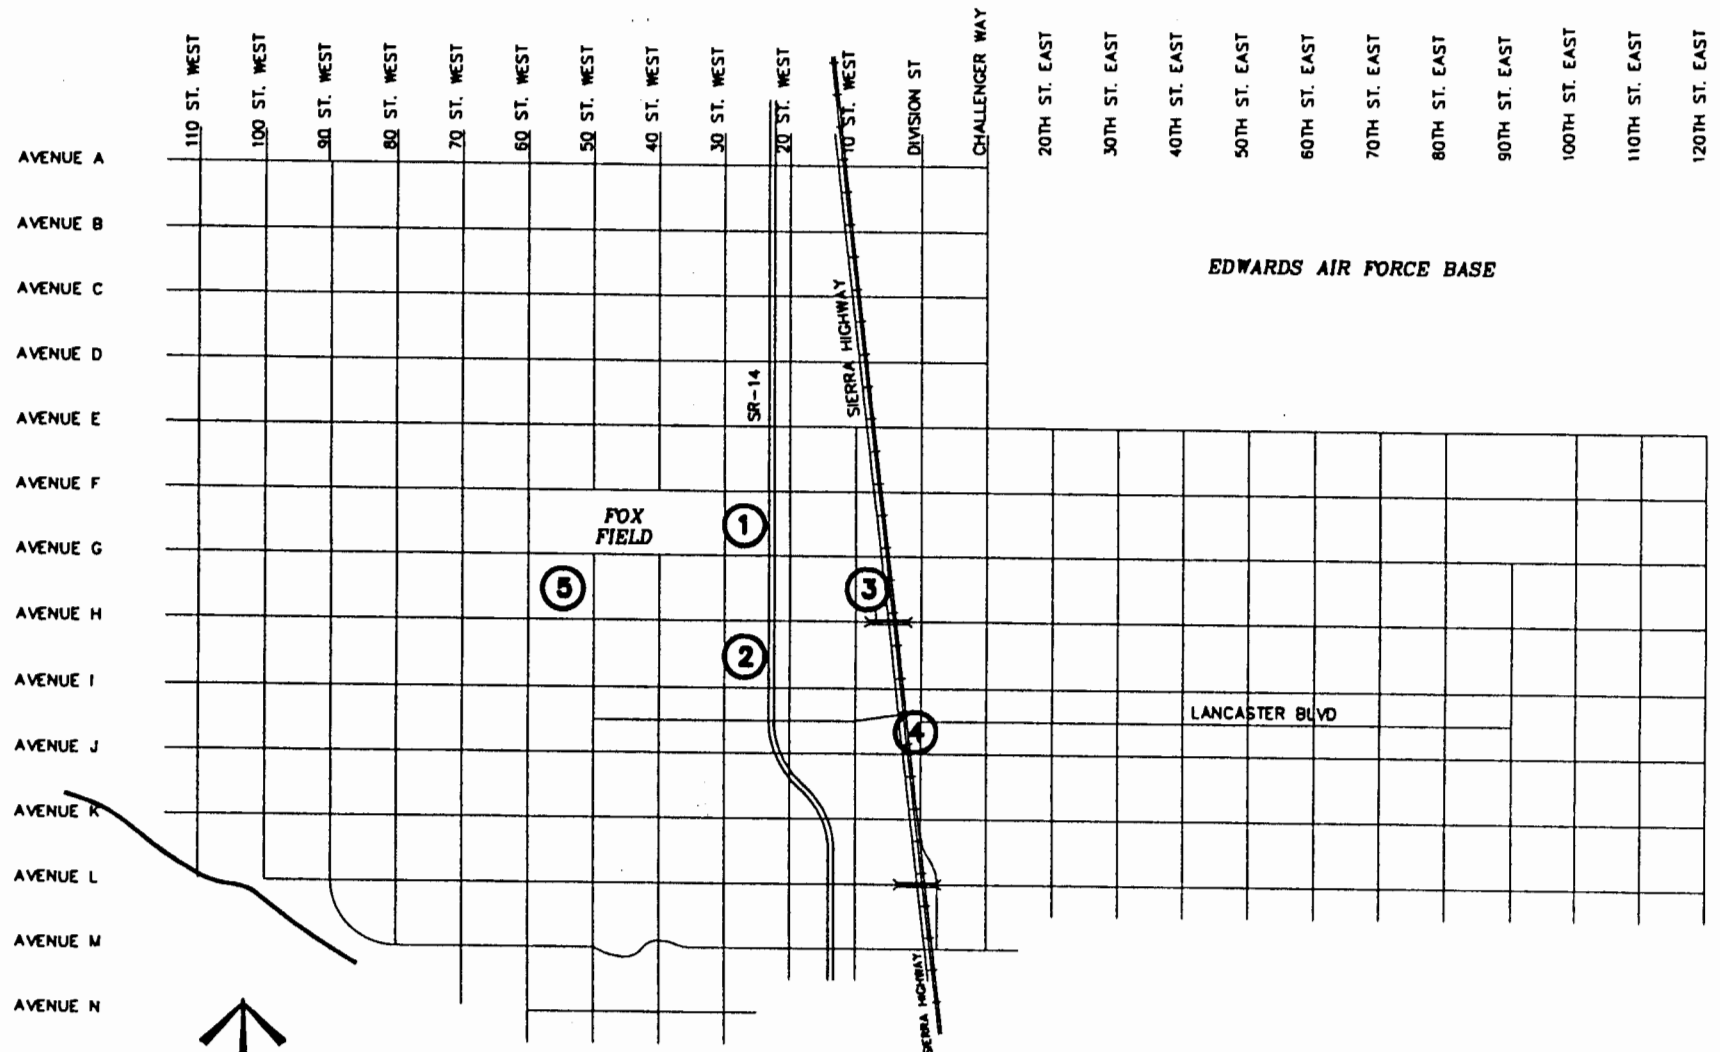 110 ST. WEST
100 ST. WEST
90 ST. WEST
80 ST. WEST
70 ST. WEST
60 ST. WEST
50 ST. WEST
40 ST. WEST
30 ST. WEST
20 ST. WEST
10 ST. WEST
DIVISION ST
CHALLENGER WAY
20TH ST. EAST
30TH ST. EAST
40TH ST. EAST
50TH ST. EAST
60TH ST. EAST
70TH ST. EAST
80TH ST. EAST
90TH ST. EAST
100TH ST. EAST
110TH ST. EAST
120TH ST. EAST
AVENUE A
AVENUE B
EDWARDS AIR FORCE BASE
AVENUE C
SIERRA HIGHWAY
AVENUE D
SR-14
AVENUE E
AVENUE F
FOX
FIELD
1
AVENUE G
5
3
AVENUE H
2
AVENUE I
LANCASTER BLVD
4
AVENUE J
AVENUE K
AVENUE L
AVENUE M
SIERRA HIGHWAY
AVENUE N